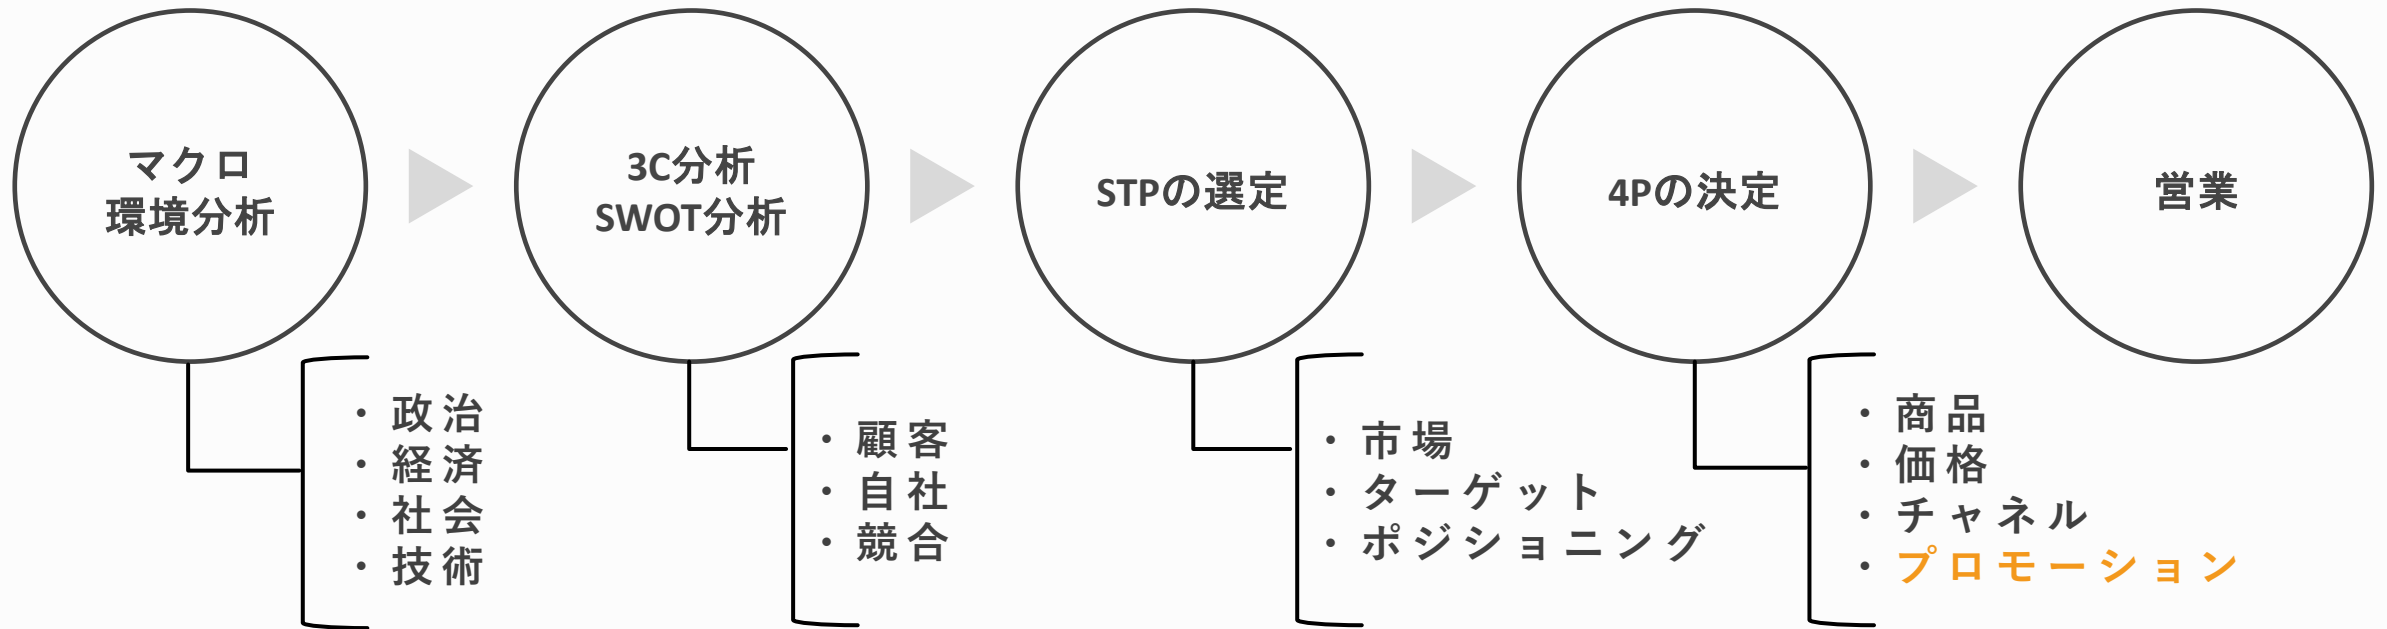 マクロ
環境分析
3C分析
SWOT分析
STPの選定
4Pの決定
営業
・政治
・経済
・社会
・技術
・顧客
・自社
・競合
・市場
・ターゲット
・ポジショニング
・商品
・価格
・チャネル
・プロモーション